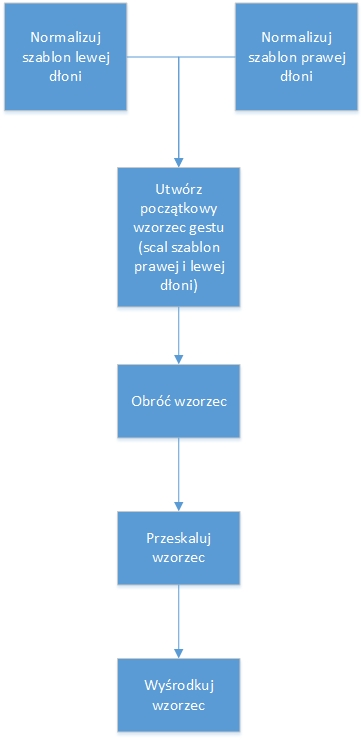 Normalizuj
szablon lewej
dłoni
Normalizuj
szablon prawej
dłoni
Utwórz
początkowy
wzorzec gestu
(scal szablon
prawej i lewej
dłoni)
Obróć wzorzec
Przeskaluj
wzorzec
Wyśrodkuj
wzorzec